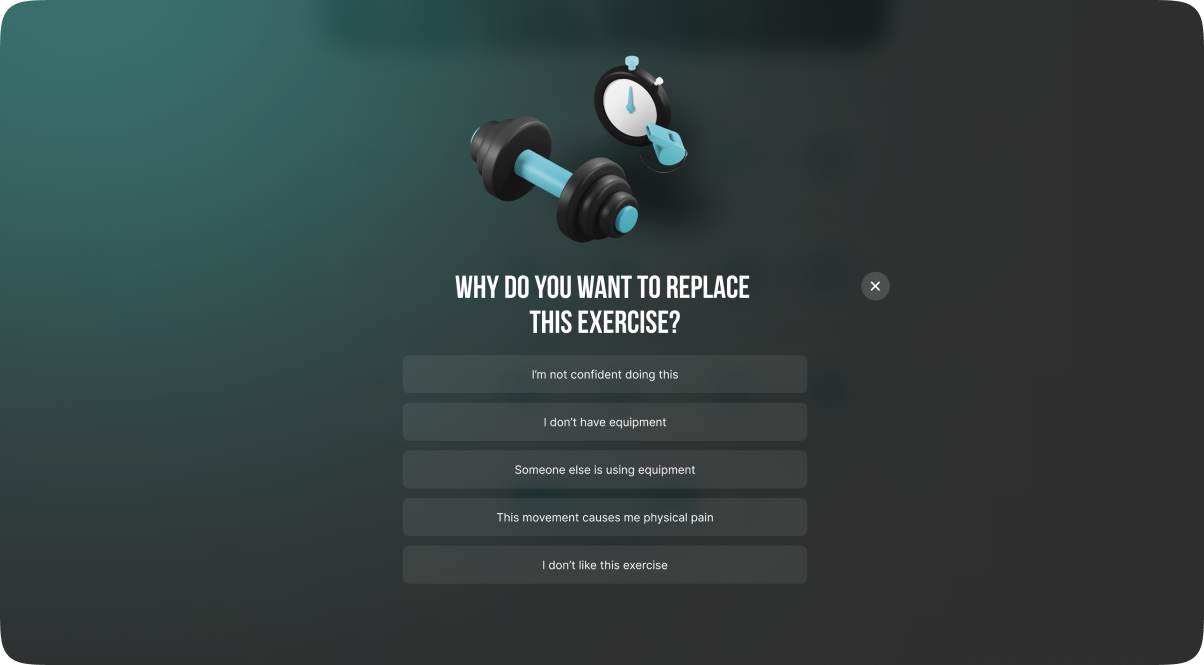 WHY DO YOU WANT TO REPLACE
THIS EXERCISE?
I'm not confident doing this
I don't have equipment
Someone else is using equipment
This movement causes me physical pain
I don't like this exercise